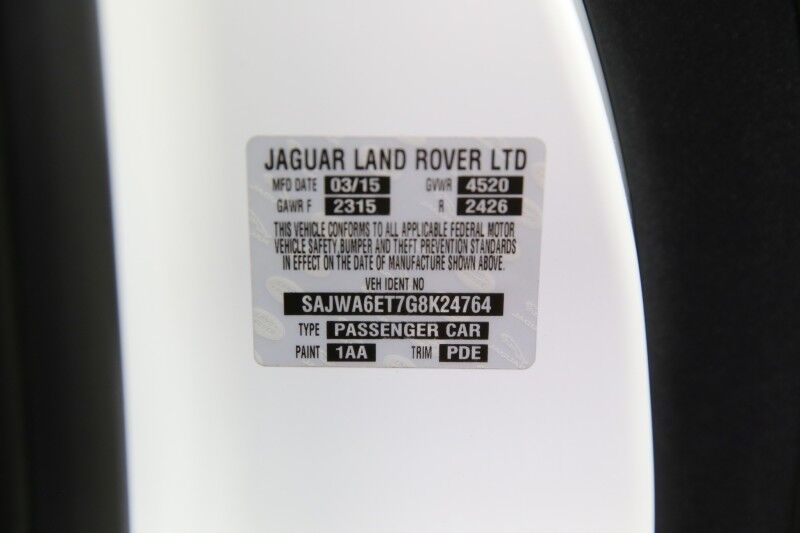 JAGUAR LAND ROVER LTD
MFD DATE 03/15 GVWR 4520
GAWR F 2315 R 2426
THIS VEHICLE CONFORMS TO ALL APPLICABLE FEDERAL MOTOR
VEHICLE SAFETY,BUMPER AND THEFT PREVENTION STANDARDS
IN EFFECT ON THE DATE OF MANUFACTURE SHOWN ABOVE.
VEH IDENT NO
SAJWA6ET7G8K24764
TYPE PASSENGER CAR
PAINT 1AA TRIM PDE